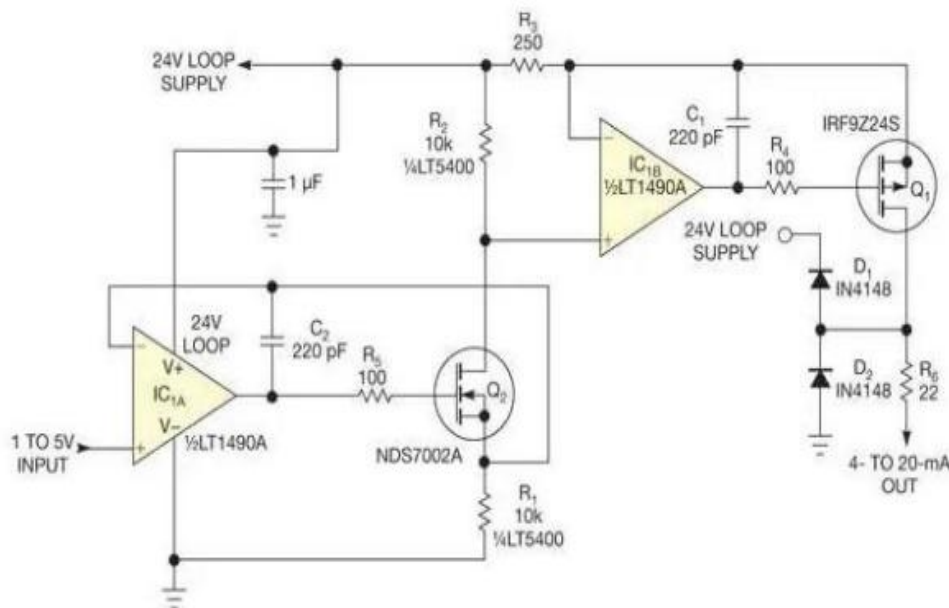 R3
250
24V LOOP
SUPPLY
R2
10k
¼LT5400
C1
220 pF
IRF9Z24S
R4
100
IC1B
½LT1490A
Q1
1 µF
24V LOOP
SUPPLY
D1
IN4148
24V
LOOP
C2
220 pF
R5
100
Q2
D2
IN4148
R6
22
V+
IC1A
V−
½LT1490A
1 TO 5V
INPUT
NDS7002A
4- TO 20-mA
OUT
R1
10k
¼LT5400